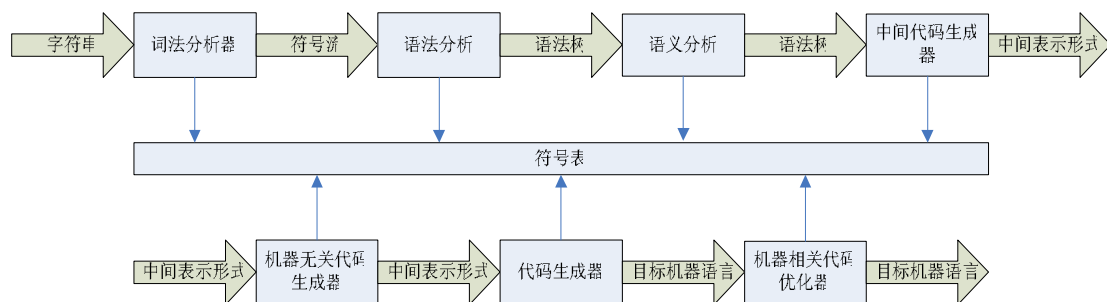 字符串
词法分析器
符号流
语法分析
语法树
语义分析
语法树
中间代码生成
器
中间表示形式
符号表
中间表示形式
机器无关代码
生成器
中间表示形式
代码生成器
目标机器语言
机器相关代码
优化器
目标机器语言